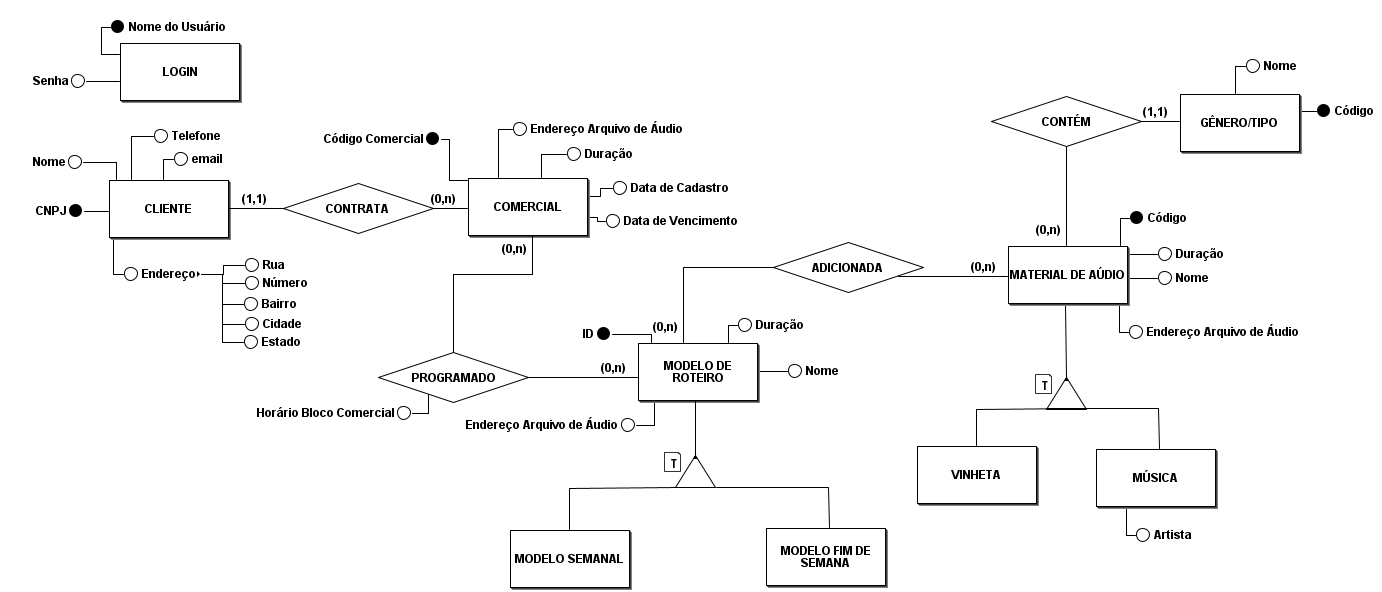 Nome do Usuário
LOGIN
Senha
Nome
Código
CONTÉM
(1,1)
GÊNERO/TIPO
Telefone
Código Comercial
Endereço Arquivo de Áudio
Nome
email
Duração
CNPJ
CLIENTE
(1,1)
CONTRATA
(0,n)
COMERCIAL
Data de Cadastro
Data de Vencimento
(0,n)
(0,n)
Código
Duração
Nome
Endereço
Rua
Número
Bairro
Cidade
Estado
ADICIONADA
(0,n)
MATERIAL DE AÚDIO
Endereço Arquivo de Áudio
ID
(0,n)
Duração
PROGRAMADO
(0,n)
MODELO DE
ROTEIRO
Nome
Horário Bloco Comercial
Endereço Arquivo de Áudio
T
T
VINHETA
MÚSICA
Artista
MODELO SEMANAL
MODELO FIM DE
SEMANA